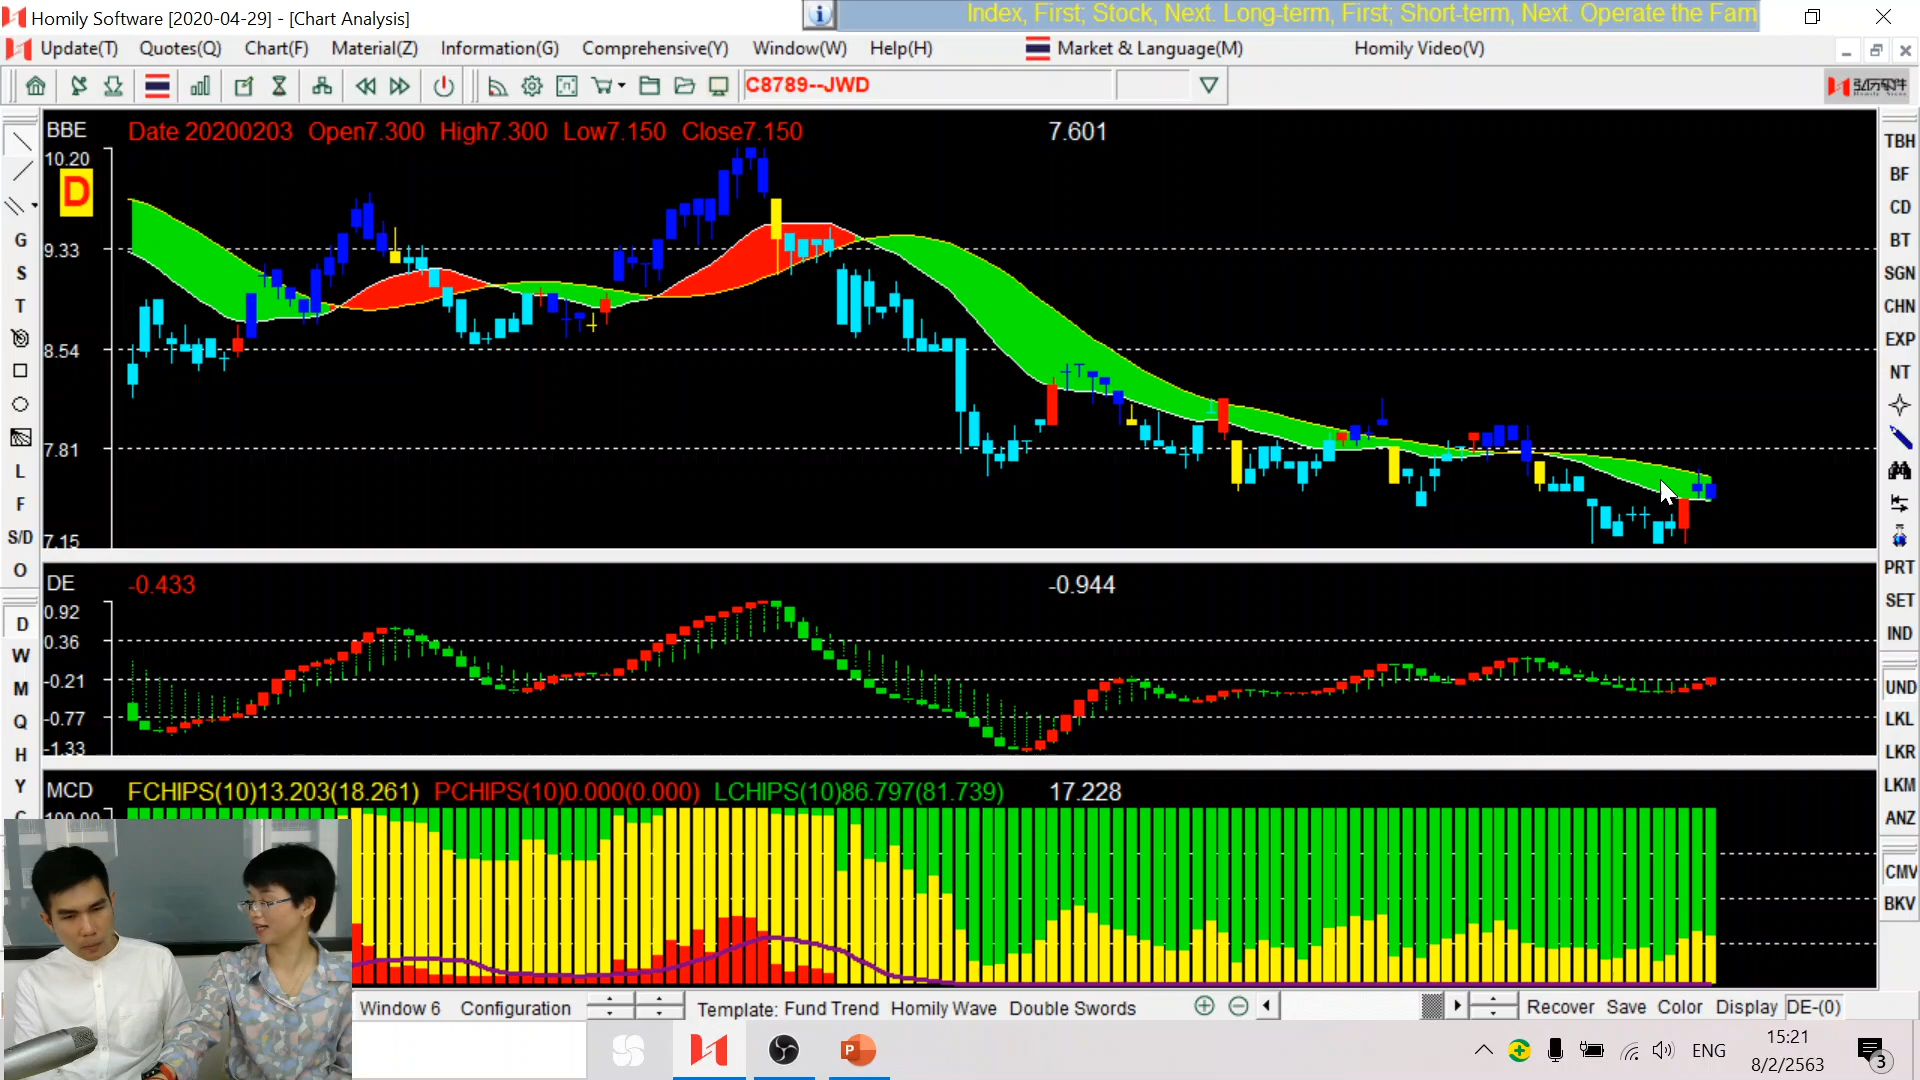 Homily Software [2020-04-29] - [Chart Analysis]
Index, First; Stock, Next. Long-term, First; Short-term, Next. Operate the Fam
Update(T) Quotes(Q) Chart(F) Material(Z) Information(G) Comprehensive(Y) Window(W) Help(H) Market & Language(M) Homily Video(V)
C8789--JWD
弘历软件
BBE Date 20200203 Open7.300 High7.300 Low7.150 Close7.150 7.601
10.20
D
9.33
8.54
7.81
7.15
DE -0.433 -0.944
0.92
0.36
-0.21
-0.77
-1.33
MCD FCHIPS(10)13.203(18.261) PCHIPS(10)0.000(0.000) LCHIPS(10)86.797(81.739) 17.228
100.00
G
S
T
L
F
S/D
O
D
W
M
Q
H
Y
TBH
BF
CD
BT
SGN
CHN
EXP
NT
PRT
SET
IND
UND
LKL
LKR
LKM
ANZ
CMV
BKV
Window 6 Configuration Template: Fund Trend Homily Wave Double Swords Recover Save Color Display DE-(0)
P
ENG
15:21
8/2/2563
3